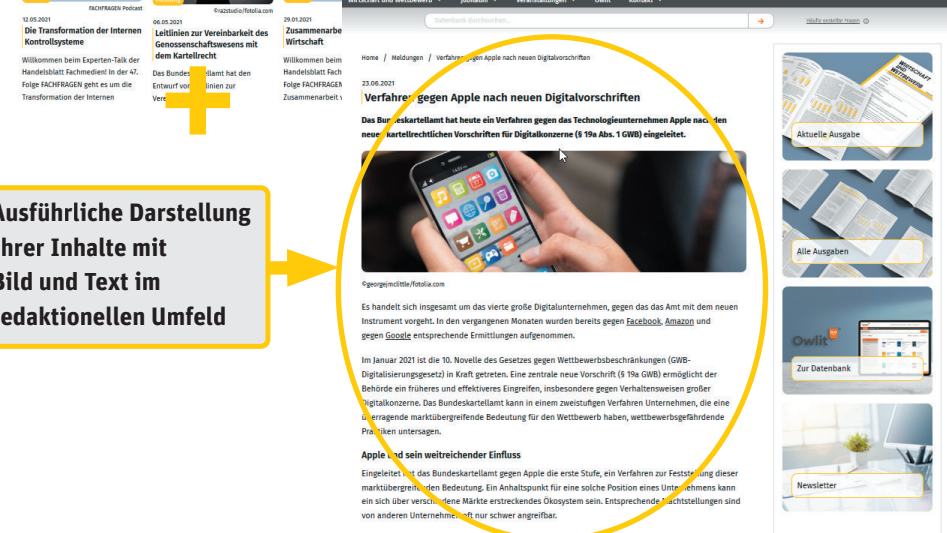 Wirtschaft und Wettbewerb
Jobbaum
Veranstaltungen
Owlit
Kontakt
Datenbank durchsuchen...
Häufig gestellte Fragen
FACHFRAGEN Podcast
12.05.2021
Die Transformation der Internen
Kontrollsysteme
Willkommen beim Experten-Talk der
Handelsblatt Fachmedien! In der 47.
Folge FACHFRAGEN geht es um die
Transformation der Internen
©razstudio/fotolia.com
06.05.2021
Leitlinien zur Vereinbarkeit des
Genossenschaftswesens mit
dem Kartellrecht
Das Bundeskartellamt hat den
Entwurf von Leitlinien zur
29.01.2021
Zusammenarbe
Wirtschaft
Willkommen beim
Handelsblatt Fach
Folge FACHFRAGEN
Zusammenarbeit
Ausführliche Darstellung
Ihrer Inhalte mit
Bild und Text im
redaktionellen Umfeld
Home / Meldungen / Verfahren gegen Apple nach neuen Digitalvorschriften
23.06.2021
Verfahren gegen Apple nach neuen Digitalvorschriften
Das Bundeskartellamt hat heute ein Verfahren gegen das Technologieunternehmen Apple nach den
neuen kartellrechtlichen Vorschriften für Digitalkonzerne (§ 19a Abs. 1 GWB) eingeleitet.
©georgejmclittle/fotolia.com
Es handelt sich insgesamt um das vierte große Digitalunternehmen, gegen das das Amt mit dem neuen
Instrument vorgeht. In den vergangenen Monaten wurden bereits gegen Facebook, Amazon und
gegen Google entsprechende Ermittlungen aufgenommen.
Im Januar 2021 ist die 10. Novelle des Gesetzes gegen Wettbewerbsbeschränkungen (GWB-
Digitalisierungsgesetz) in Kraft getreten. Eine zentrale neue Vorschrift (§ 19a GWB) ermöglicht der
Behörde ein früheres und effektiveres Eingreifen, insbesondere gegen Verhaltensweisen großer
Digitalkonzerne. Das Bundeskartellamt kann in einem zweistufigen Verfahren Unternehmen, die eine
überragende marktübergreifende Bedeutung für den Wettbewerb haben, wettbewerbsgefährdende
Praktiken untersagen.
Apple und sein weitreichender Einfluss
Eingeleitet hat das Bundeskartellamt gegen Apple die erste Stufe, ein Verfahren zur Feststellung dieser
marktübergreifenden Bedeutung. Ein Anhaltspunkt für eine solche Position eines Unternehmens kann
ein sich über verschiedene Märkte erstreckendes Ökosystem sein. Entsprechende Machtstellungen sind
von anderen Unternehmen oft nur schwer angreifbar.
WIRTSCHAFT
UND
WETTBEWERB
Aktuelle Ausgabe
Alle Ausgaben
Owlit
Zur Datenbank
Newsletter